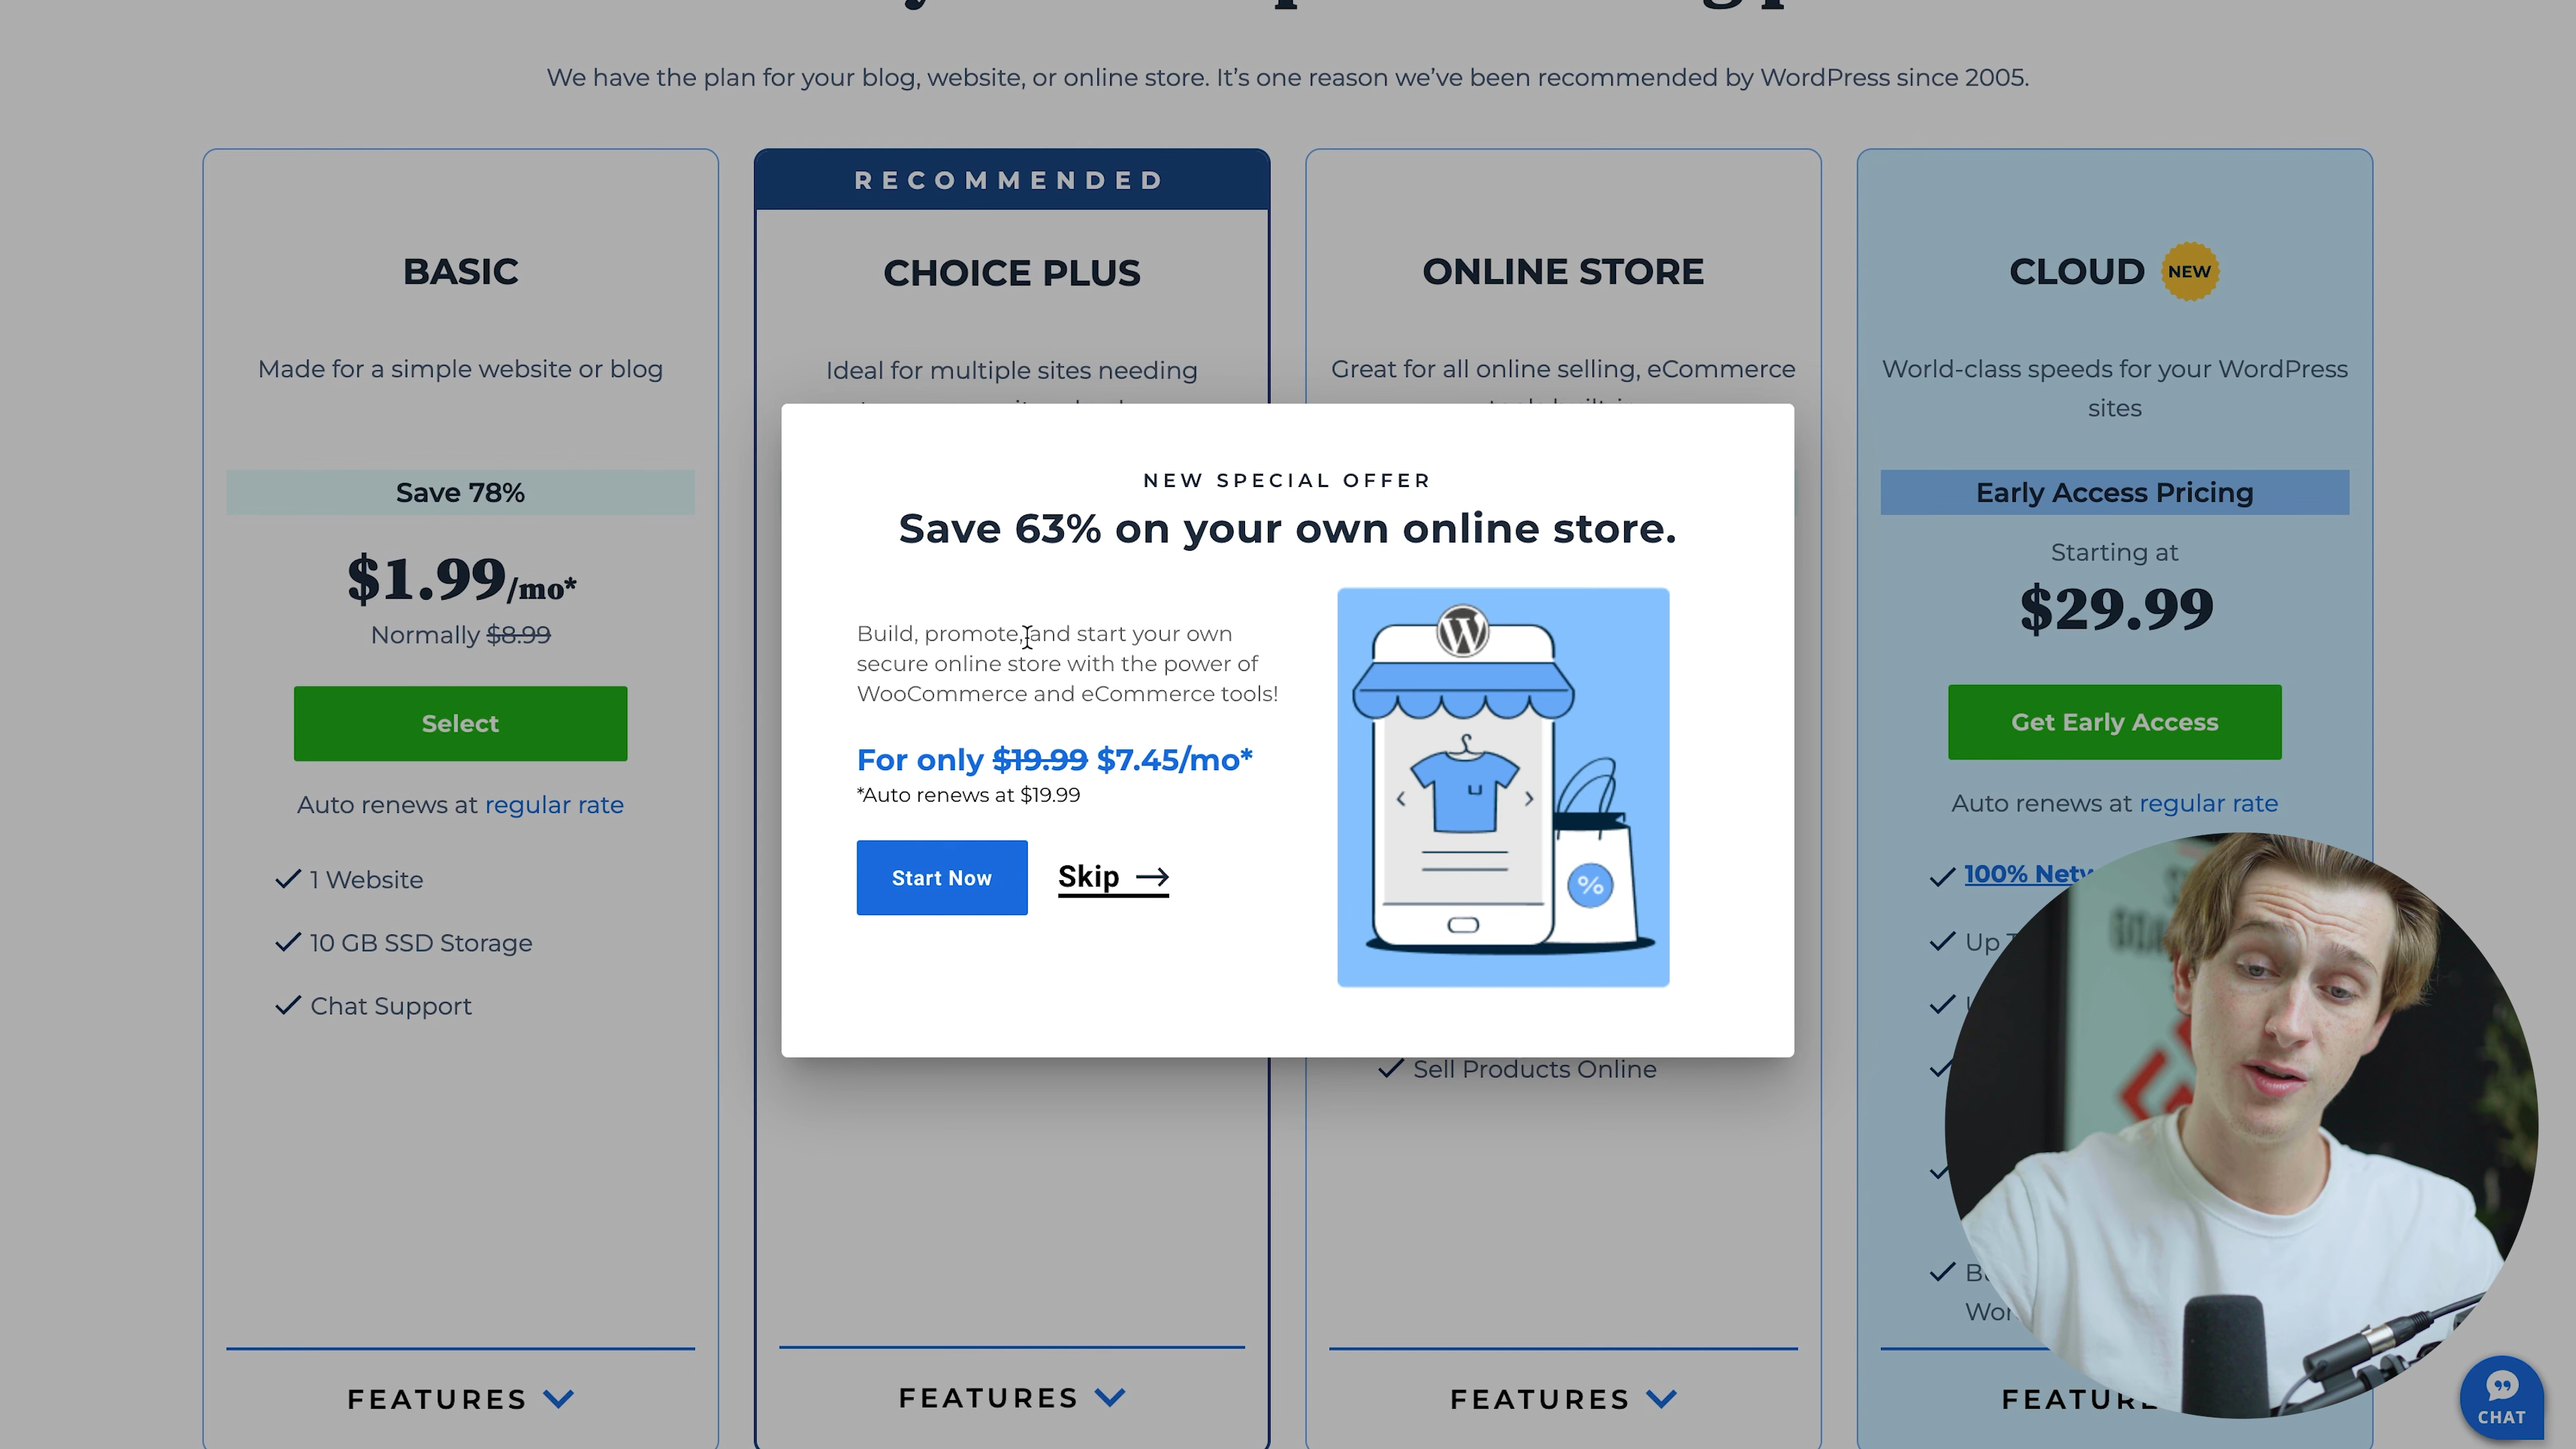 We have the plan for your blog, website, or online store. It’s one reason we’ve been recommended by WordPress since 2005.
RECOMMENDED
BASIC
CHOICE PLUS
ONLINE STORE
CLOUD NEW
Made for a simple website or blog
Ideal for multiple sites needing
Great for all online selling, eCommerce
World-class speeds for your WordPress
sites
Save 78%
$1.99/mo*
Normally $8.99
Select
Auto renews at regular rate
1 Website
10 GB SSD Storage
Chat Support
NEW SPECIAL OFFER
Save 63% on your own online store.
Build, promote, and start your own
secure online store with the power of
WooCommerce and eCommerce tools!
For only $19.99 $7.45/mo*
*Auto renews at $19.99
Start Now
Skip →
%
Sell Products Online
Early Access Pricing
Starting at
$29.99
Get Early Access
Auto renews at regular rate
100%
Up
FEATURES
FEATURES
FEATURES
CHAT